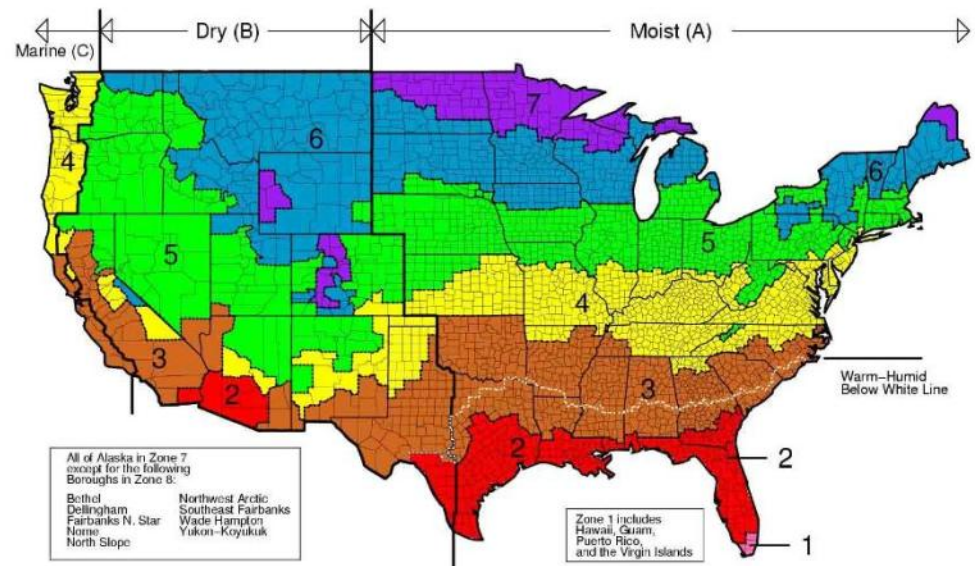 Marine (C)
Dry (B)
Moist (A)
7
6
6
4
5
5
4
3
3
2
2
2
1
Warm-Humid
Below White Line
All of Alaska in Zone 7
except for the following
Boroughs in Zone 8:
Bethel
Dellingham
Fairbanks N. Star
Nome
North Slope
Northwest Arctic
Southeast Fairbanks
Wade Hampton
Yukon-Koyukuk
Zone 1 includes
Hawaii, Guam,
Puerto Rico,
and the Virgin Islands